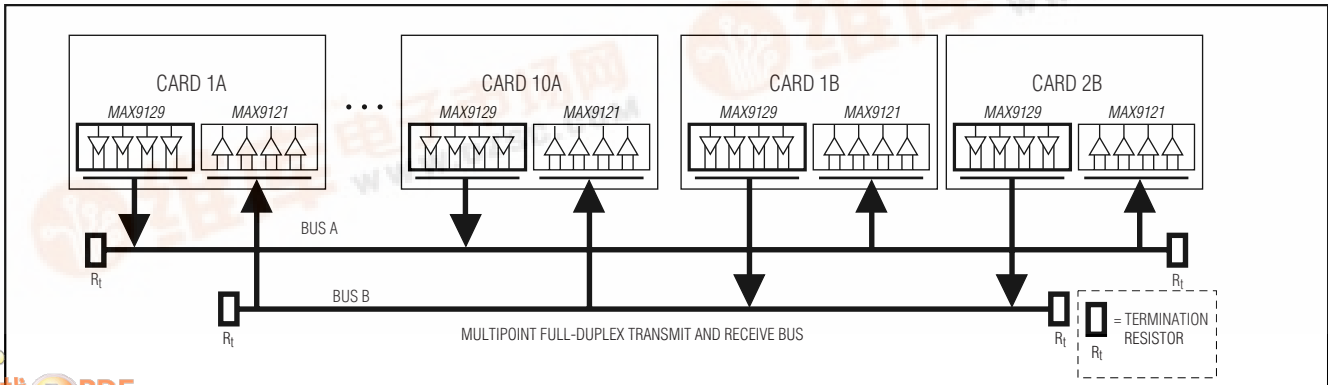 CARD 1A
MAX9129 MAX9121
• • •
CARD 10A
MAX9129 MAX9121
CARD 1B
MAX9129 MAX9121
CARD 2B
MAX9129 MAX9121
BUS A
Rt
Rt
BUS B
Rt
Rt
MULTIPOINT FULL-DUPLEX TRANSMIT AND RECEIVE BUS
Rt
= TERMINATION
RESISTOR
PDF